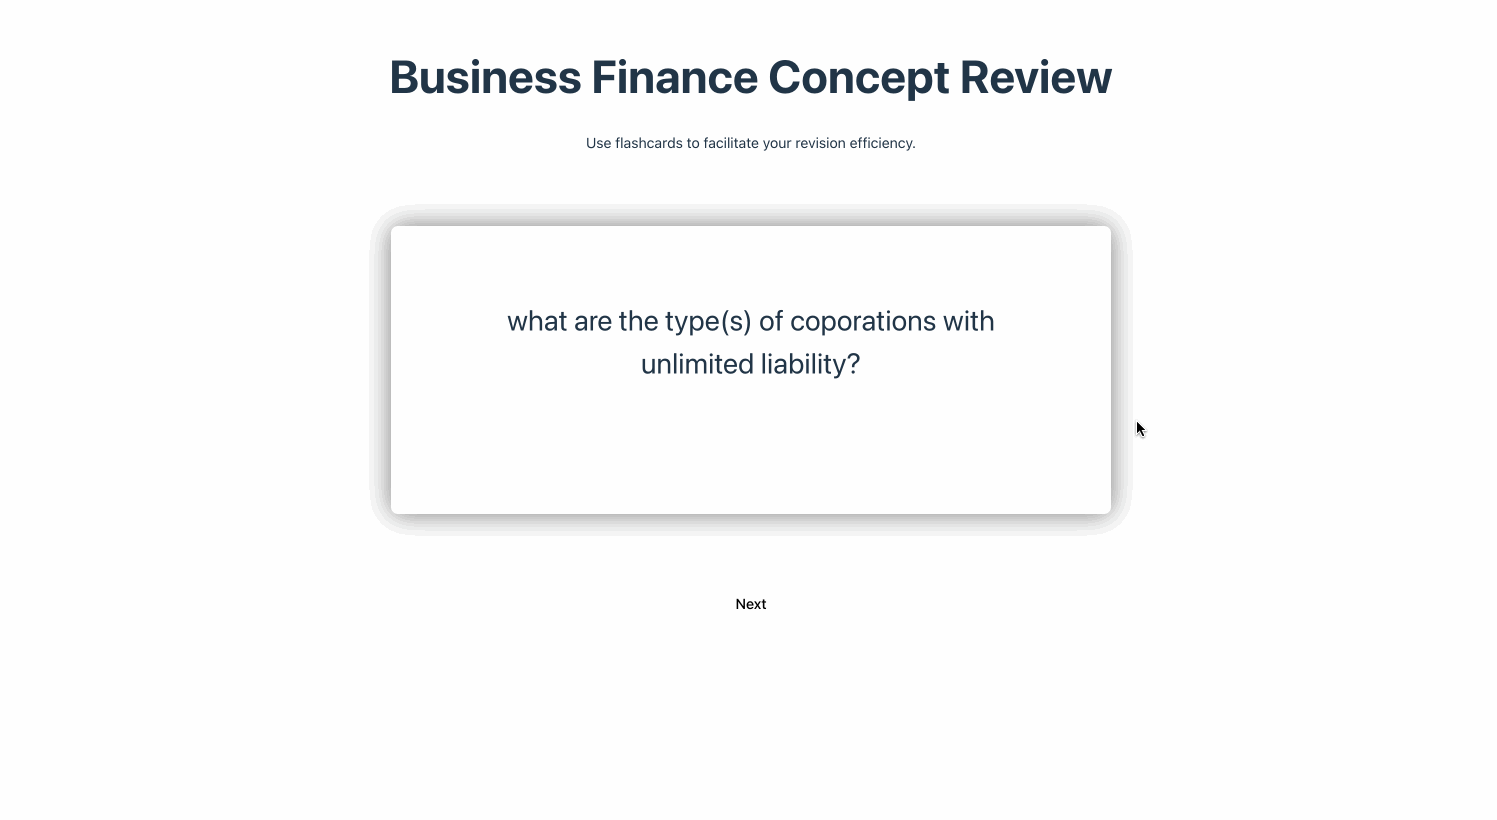 Business Finance Concept Review
Use flashcards to facilitate your revision efficiency.
what are the type(s) of coporations with
unlimited liability?
Next